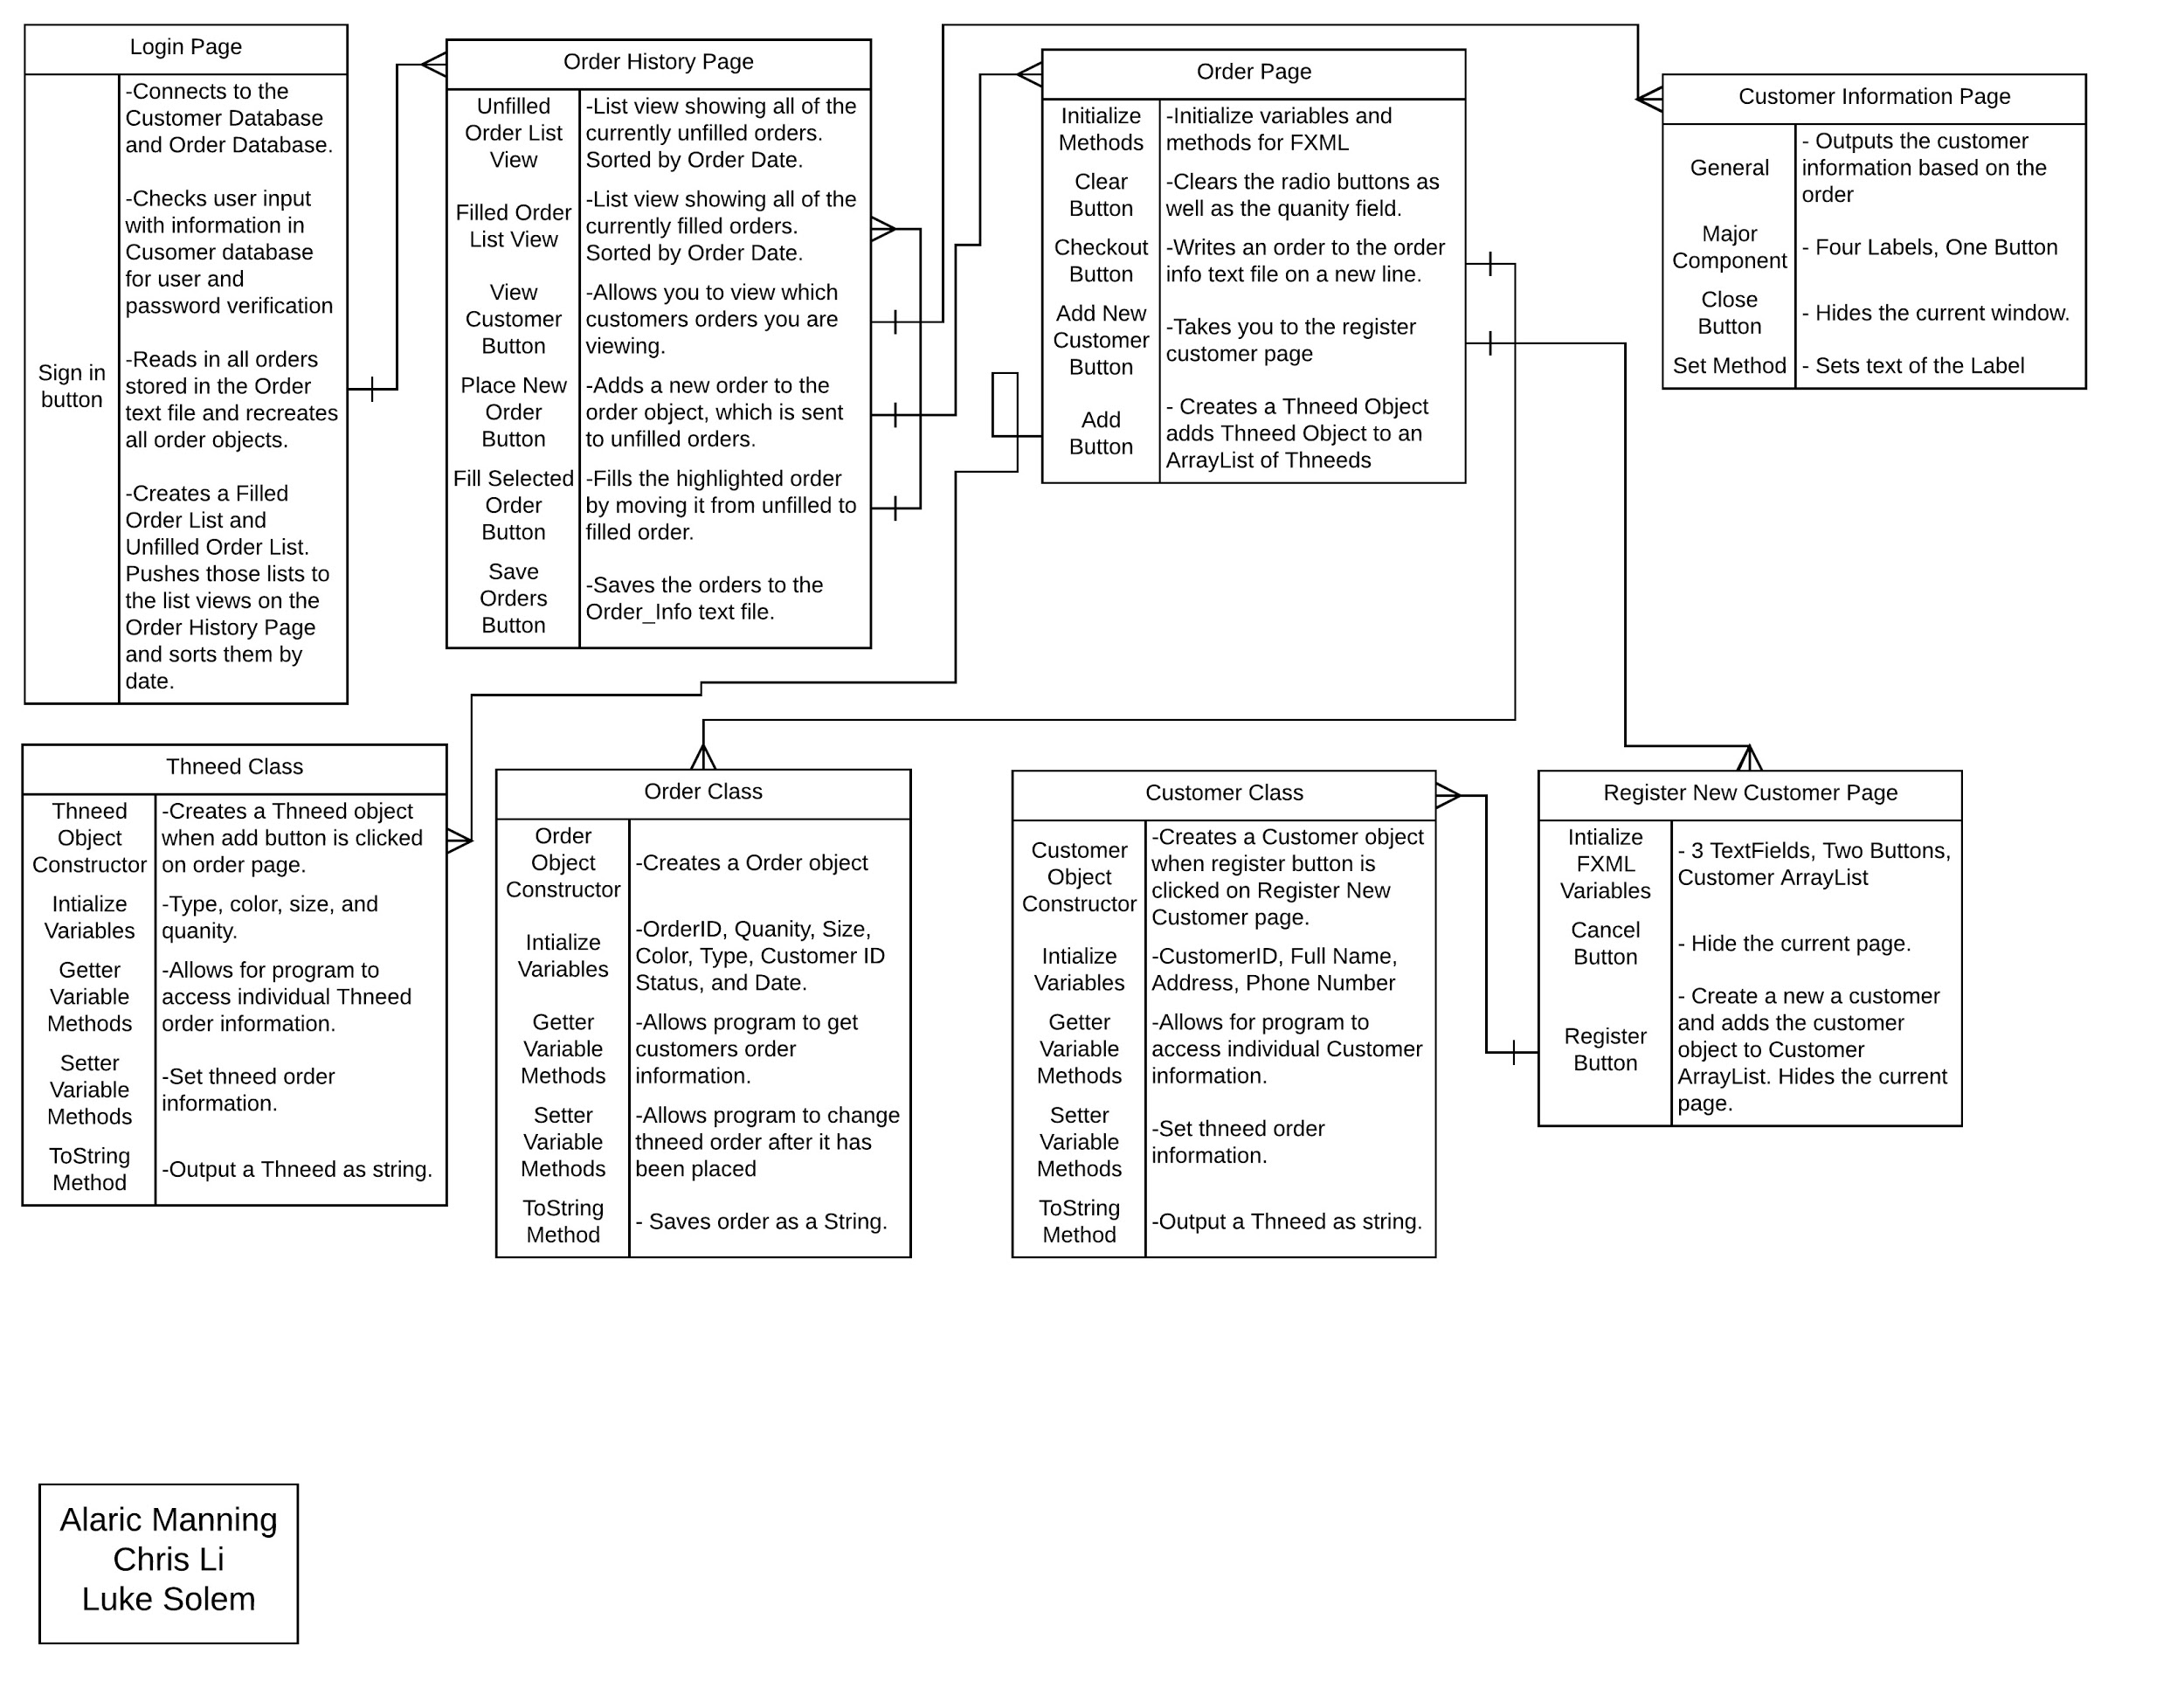 Login Page
Sign in
button
-Connects to the
Customer Database
and Order Database.
-Checks user input
with information in
Cusomer database
for user and
password verification
-Reads in all orders
stored in the Order
text file and recreates
all order objects.
-Creates a Filled
Order List and
Unfilled Order List.
Pushes those lists to
the list views on the
Order History Page
and sorts them by
date.
Order History Page
Unfilled
Order List
View
-List view showing all of the
currently unfilled orders.
Sorted by Order Date.
Filled Order
List View
-List view showing all of the
currently filled orders.
Sorted by Order Date.
View
Customer
Button
-Allows you to view which
customers orders you are
viewing.
Place New
Order
Button
-Adds a new order to the
order object, which is sent
to unfilled orders.
Fill Selected
Order
Button
-Fills the highlighted order
by moving it from unfilled to
filled order.
Save
Orders
Button
-Saves the orders to the
Order_Info text file.
Order Page
Initialize
Methods
-Initialize variables and
methods for FXML
Clear
Button
-Clears the radio buttons as
well as the quanity field.
Checkout
Button
-Writes an order to the order
info text file on a new line.
Add New
Customer
Button
-Takes you to the register
customer page
Add
Button
- Creates a Thneed Object
adds Thneed Object to an
ArrayList of Thneeds
Customer Information Page
General
- Outputs the customer
information based on the
order
Major
Component
- Four Labels, One Button
Close
Button
- Hides the current window.
Set Method
- Sets text of the Label
Thneed Class
Thneed
Object
Constructor
-Creates a Thneed object
when add button is clicked
on order page.
Intialize
Variables
-Type, color, size, and
quanity.
Getter
Variable
Methods
-Allows for program to
access individual Thneed
order information.
Setter
Variable
Methods
-Set thneed order
information.
ToString
Method
-Output a Thneed as string.
Order Class
Order
Object
Constructor
-Creates a Order object
Intialize
Variables
-OrderID, Quanity, Size,
Color, Type, Customer ID
Status, and Date.
Getter
Variable
Methods
-Allows program to get
customers order
information.
Setter
Variable
Methods
-Allows program to change
thneed order after it has
been placed
ToString
Method
- Saves order as a String.
Customer Class
Customer
Object
Constructor
-Creates a Customer object
when register button is
clicked on Register New
Customer page.
Intialize
Variables
-CustomerID, Full Name,
Address, Phone Number
Getter
Variable
Methods
-Allows for program to
access individual Customer
information.
Setter
Variable
Methods
-Set thneed order
information.
ToString
Method
-Output a Thneed as string.
Register New Customer Page
Intialize
FXML
Variables
- 3 TextFields, Two Buttons,
Customer ArrayList
Cancel
Button
- Hide the current page.
Register
Button
- Create a new a customer
and adds the customer
object to Customer
ArrayList. Hides the current
page.
Alaric Manning
Chris Li
Luke Solem